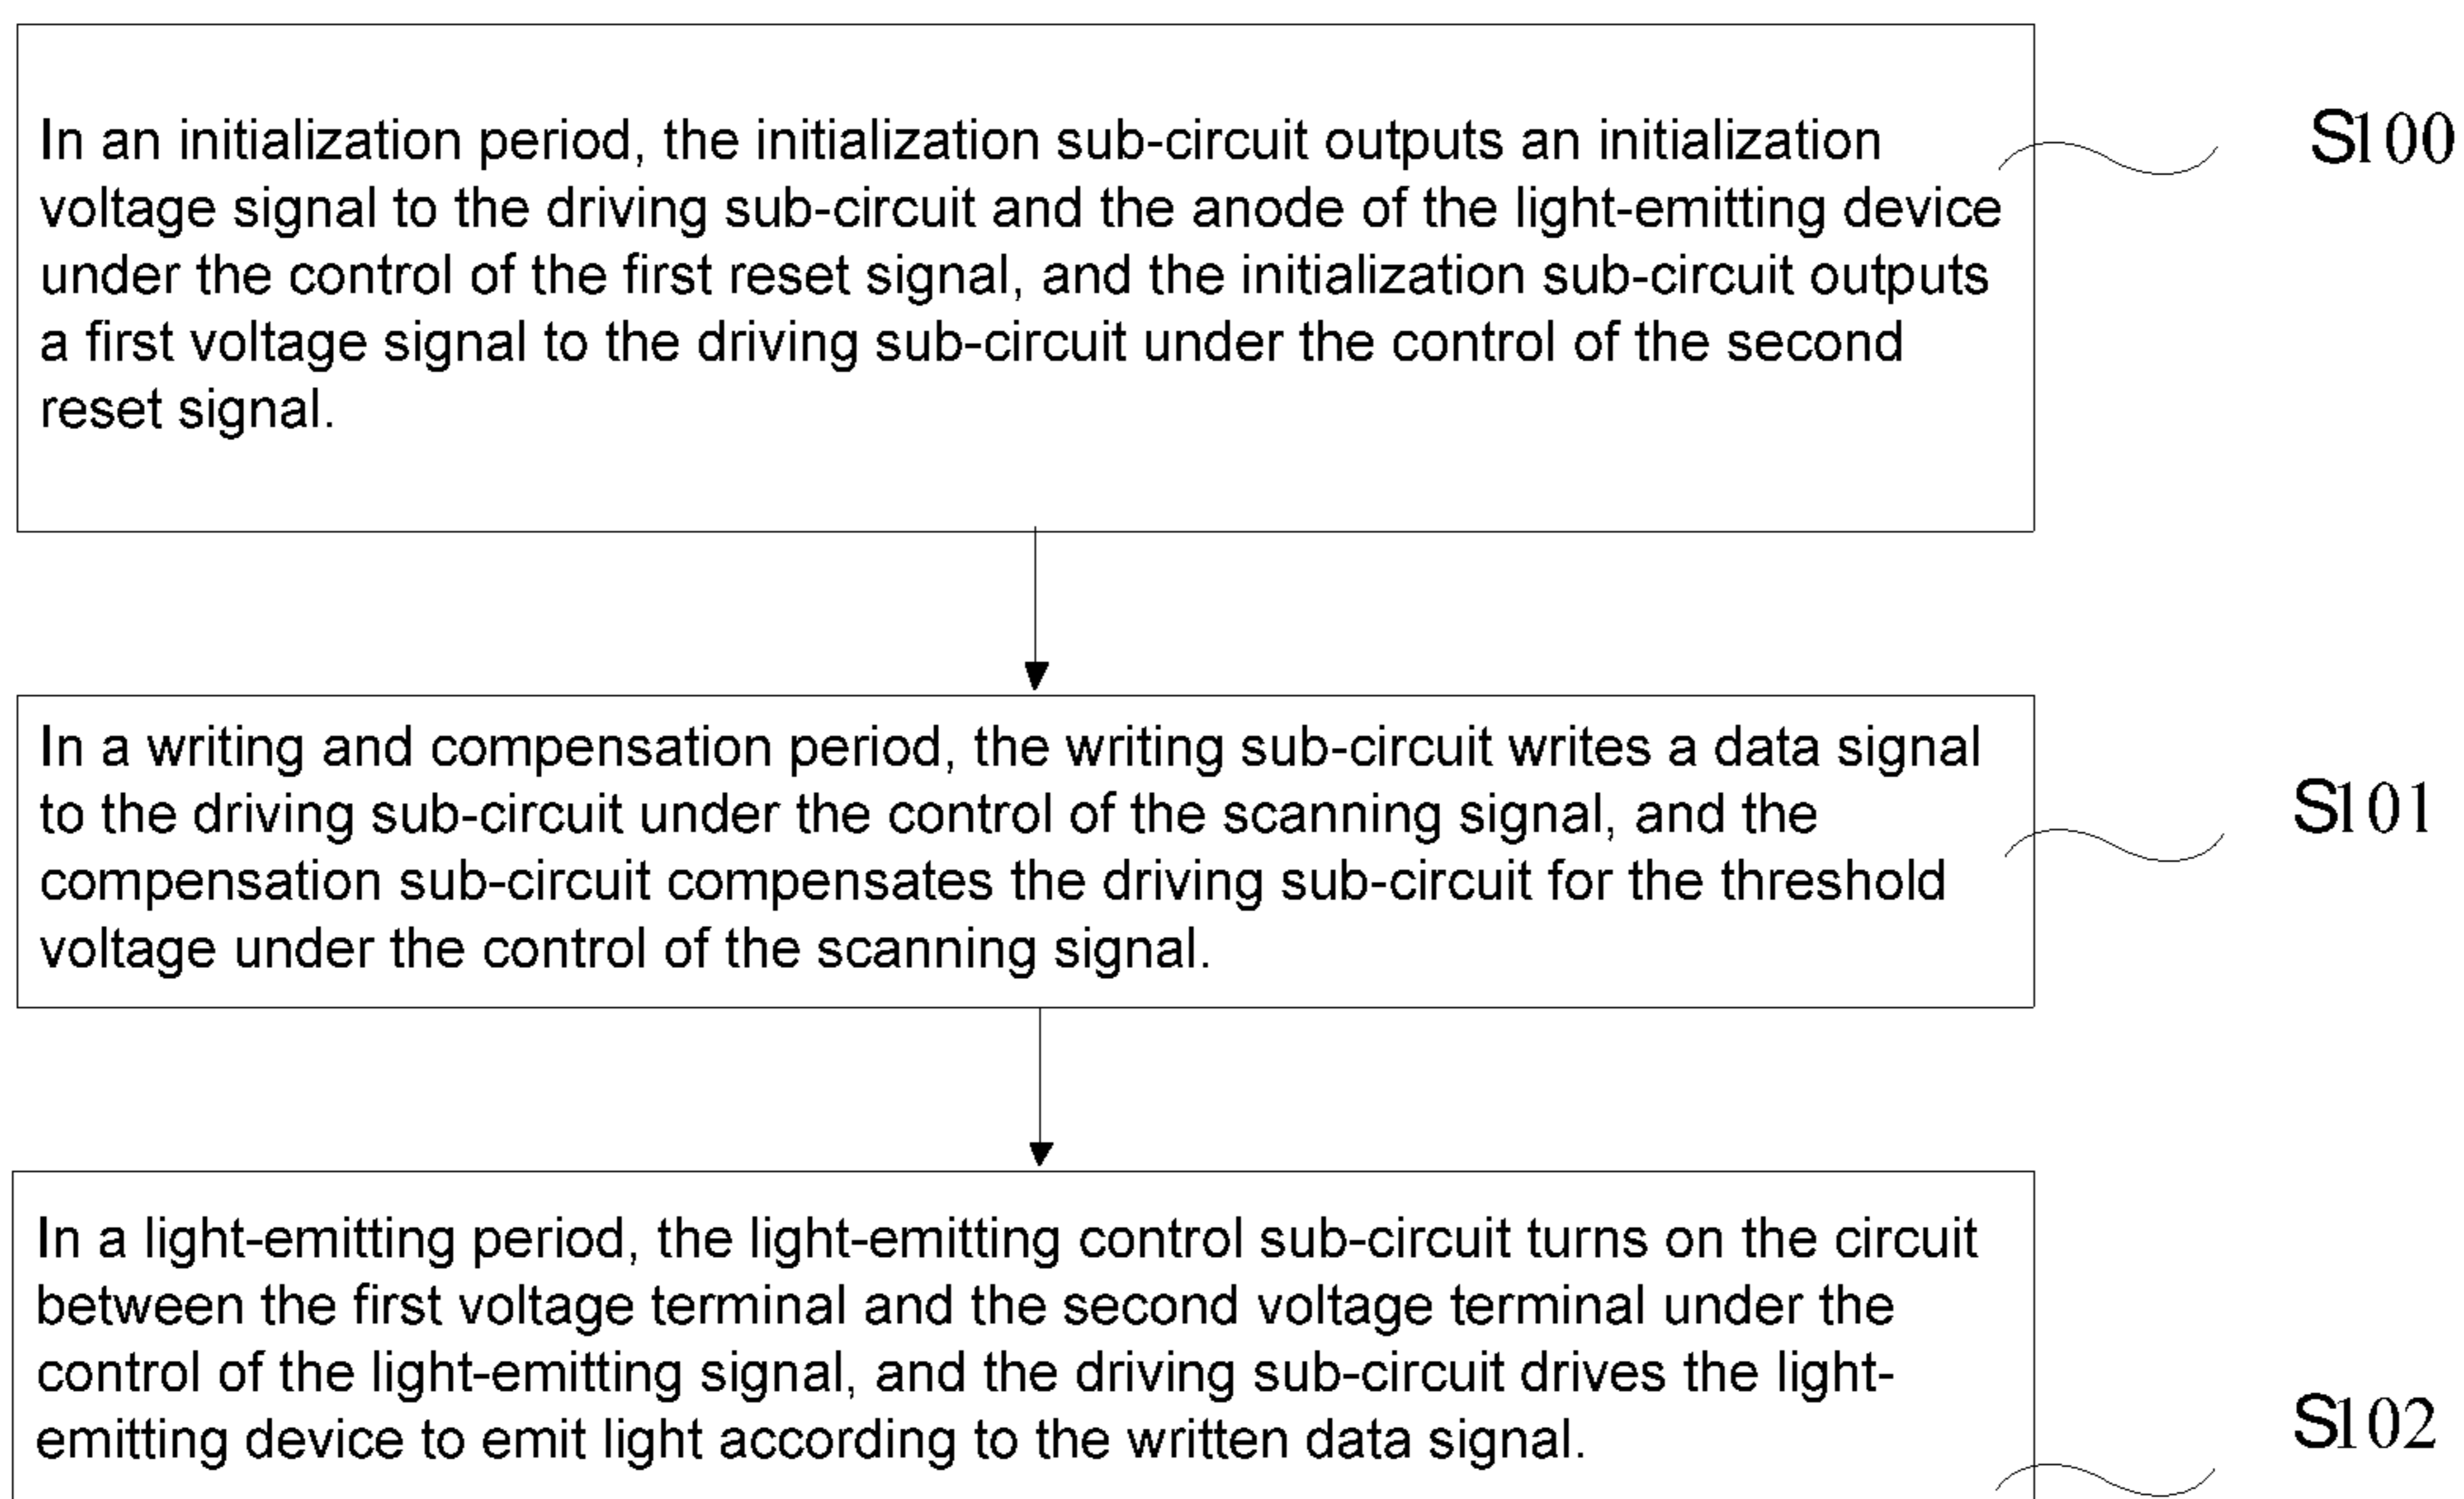 In an initialization period, the initialization sub-circuit outputs an initialization
voltage signal to the driving sub-circuit and the anode of the light-emitting device
under the control of the first reset signal, and the initialization sub-circuit outputs
a first voltage signal to the driving sub-circuit under the control of the second
reset signal.
S100
In a writing and compensation period, the writing sub-circuit writes a data signal
to the driving sub-circuit under the control of the scanning signal, and the
compensation sub-circuit compensates the driving sub-circuit for the threshold
voltage under the control of the scanning signal.
S101
In a light-emitting period, the light-emitting control sub-circuit turns on the circuit
between the first voltage terminal and the second voltage terminal under the
control of the light-emitting signal, and the driving sub-circuit drives the light-
emitting device to emit light according to the written data signal.
S102